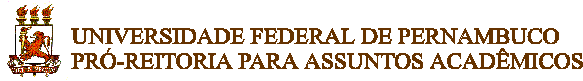 UNIVERSIDADE FEDERAL DE PERNAMBUCO
PRÓ-REITORIA PARA ASSUNTOS ACADÊMICOS